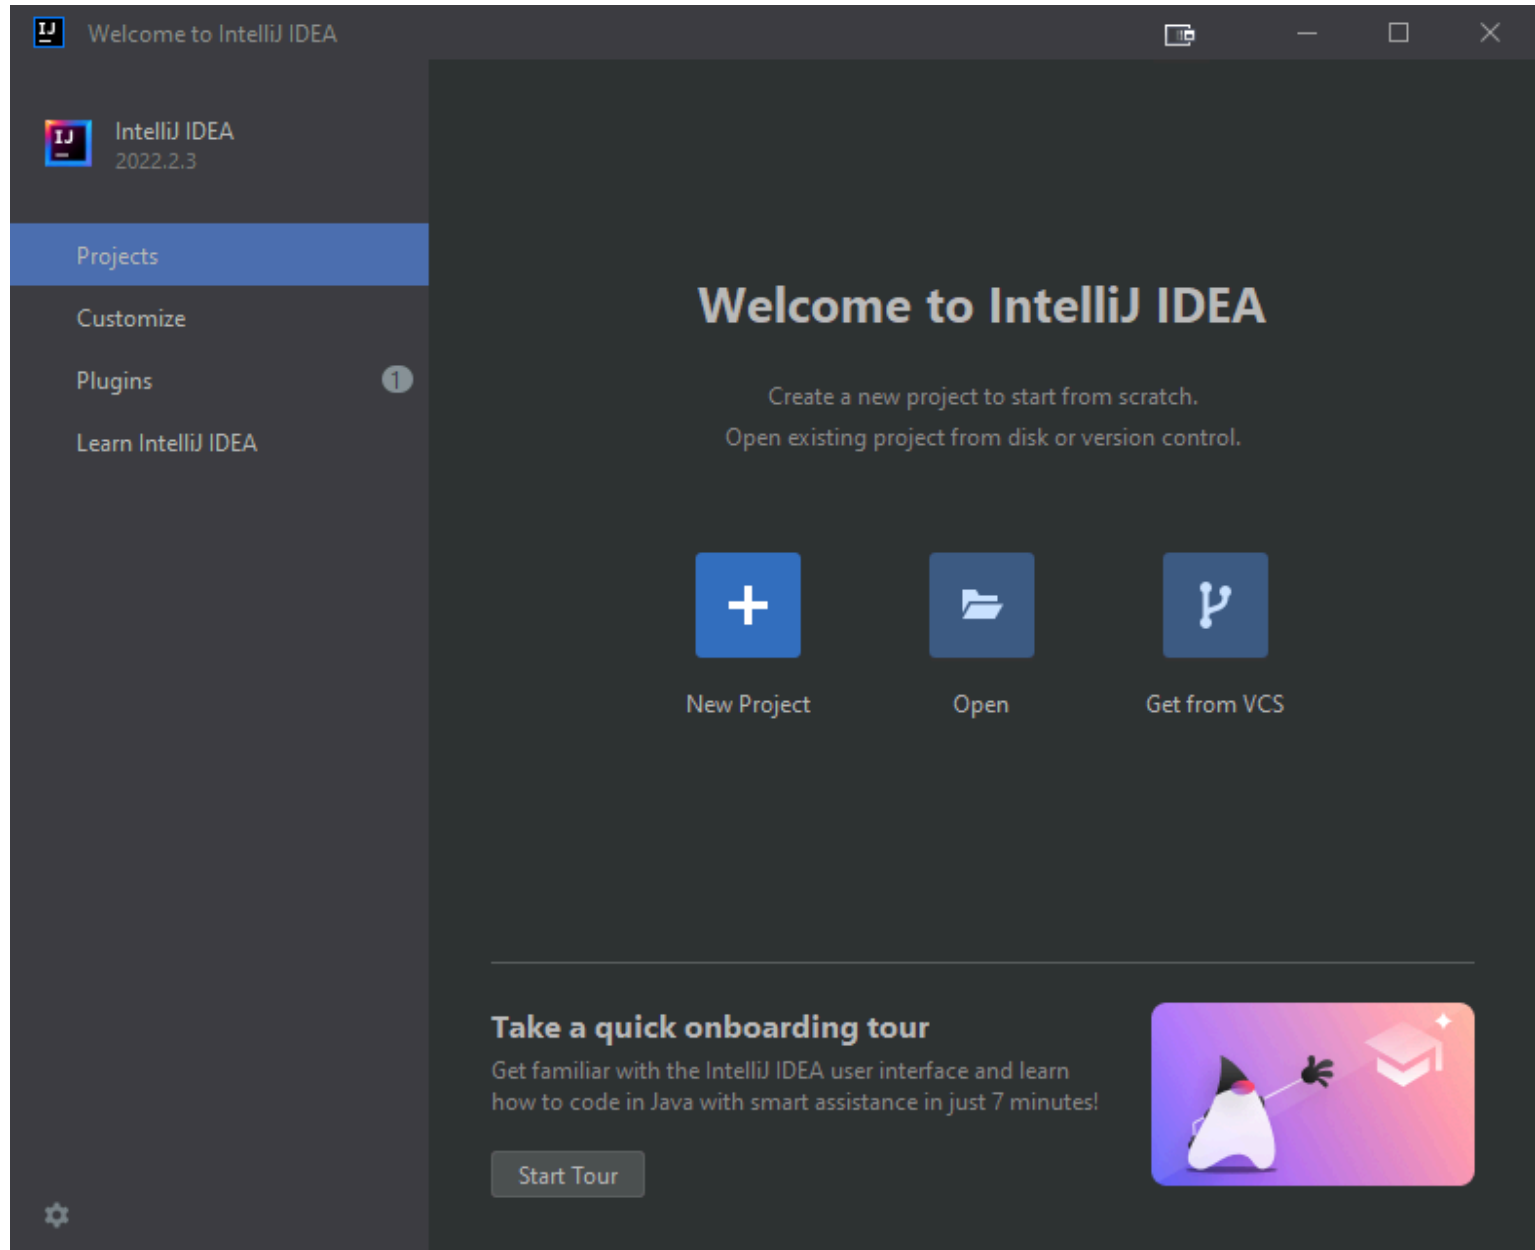 IJ
Welcome to IntelliJ IDEA
IJ
IntelliJ IDEA
2022.2.3
Projects
Customize
Plugins
1
Learn IntelliJ IDEA
Welcome to IntelliJ IDEA
Create a new project to start from scratch.
Open existing project from disk or version control.
New Project
Open
Get from VCS
Take a quick onboarding tour
Get familiar with the IntelliJ IDEA user interface and learn
how to code in Java with smart assistance in just 7 minutes!
Start Tour